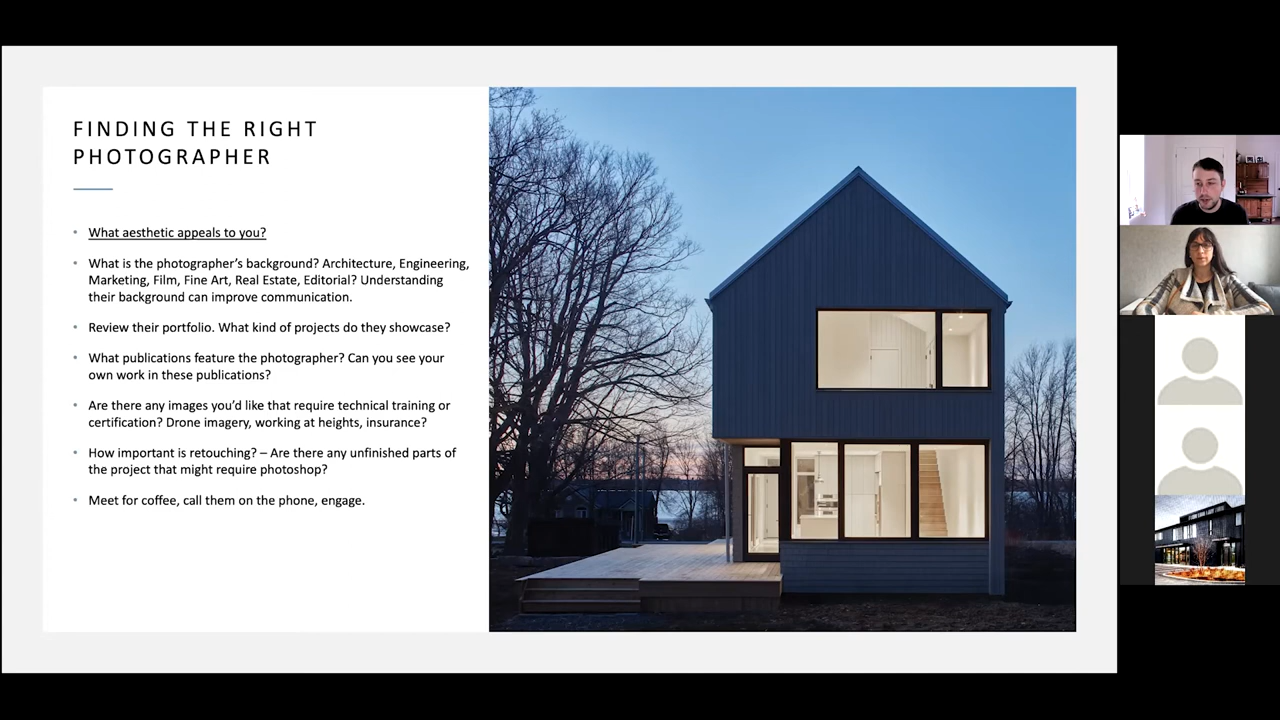 FINDING THE RIGHT
PHOTOGRAPHER
• What aesthetic appeals to you?
• What is the photographer's background? Architecture, Engineering,
Marketing, Film, Fine Art, Real Estate, Editorial? Understanding
their background can improve communication.
• Review their portfolio. What kind of projects do they showcase?
• What publications feature the photographer? Can you see your
own work in these publications?
• Are there any images you'd like that require technical training or
certification? Drone imagery, working at heights, insurance?
• How important is retouching? – Are there any unfinished parts of
the project that might require photoshop?
• Meet for coffee, call them on the phone, engage.